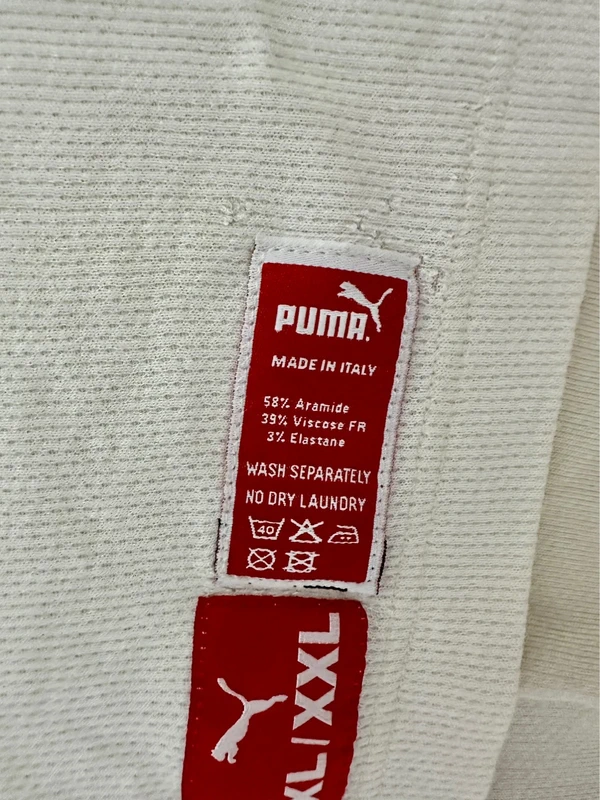 PUMA.
MADE IN ITALY
58% Aramide
39% Viscose FR
3% Elastane
WASH SEPARATELY
NO DRY LAUNDRY
40
XL/XXL